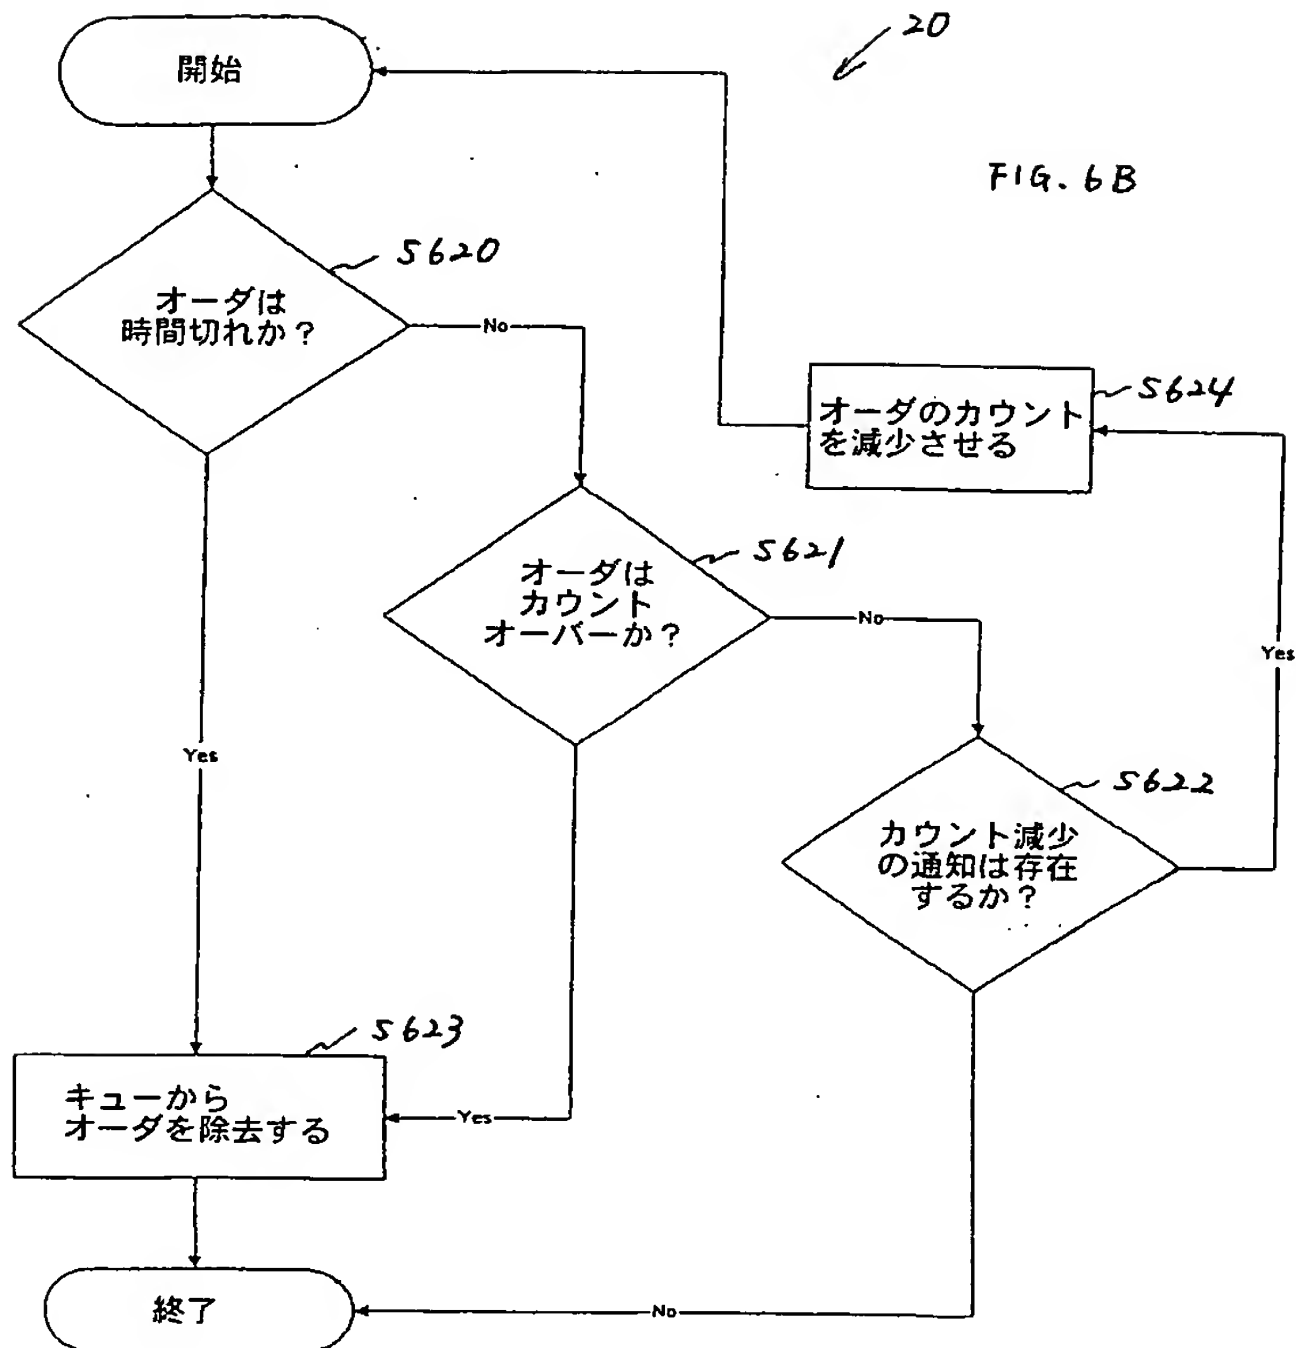 開始
20
FIG. 6B
S620
オーダは
時間切れか？
No
S624
オーダのカウント
を減少させる
S621
オーダは
カウント
オーバーか？
No
Yes
Yes
S622
カウント減少
の通知は存在
するか？
S623
キューから
オーダを除去する
Yes
終了
No